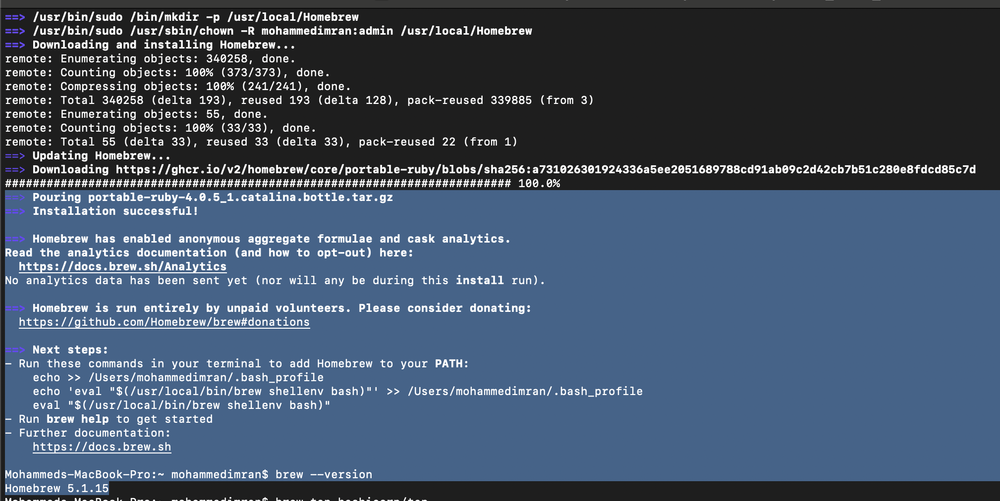 ==> /usr/bin/sudo /bin/mkdir -p /usr/local/Homebrew
==> /usr/bin/sudo /usr/sbin/chown -R mohammedimran:admin /usr/local/Homebrew
==> Downloading and installing Homebrew...
remote: Enumerating objects: 340258, done.
remote: Counting objects: 100% (373/373), done.
remote: Compressing objects: 100% (241/241), done.
remote: Total 340258 (delta 193), reused 193 (delta 128), pack-reused 339885 (from 3)
remote: Enumerating objects: 55, done.
remote: Counting objects: 100% (33/33), done.
remote: Total 55 (delta 33), reused 33 (delta 33), pack-reused 22 (from 1)
==> Updating Homebrew...
==> Downloading https://ghcr.io/v2/homebrew/core/portable-ruby/blobs/sha256:a731026301924336a5ee2051689788cd91ab09c2d42cb7b51c280e8fdcd85c7d
######################################################################### 100.0%
==> Pouring portable-ruby-4.0.5_1.catalina.bottle.tar.gz
==> Installation successful!

==> Homebrew has enabled anonymous aggregate formulae and cask analytics.
Read the analytics documentation (and how to opt-out) here:
  https://docs.brew.sh/Analytics
No analytics data has been sent yet (nor will any be during this install run).

==> Homebrew is run entirely by unpaid volunteers. Please consider donating:
  https://github.com/Homebrew/brew#donations

==> Next steps:
- Run these commands in your terminal to add Homebrew to your PATH:
    echo >> /Users/mohammedimran/.bash_profile
    echo 'eval "$(/usr/local/bin/brew shellenv bash)"' >> /Users/mohammedimran/.bash_profile
    eval "$(/usr/local/bin/brew shellenv bash)"
- Run brew help to get started
- Further documentation:
    https://docs.brew.sh

Mohammeds-MacBook-Pro:~ mohammedimran$ brew --version
Homebrew 5.1.15
Mohammeds-MacBook-Pro:~ mohammedimran$ brew tap hashicorp/tap